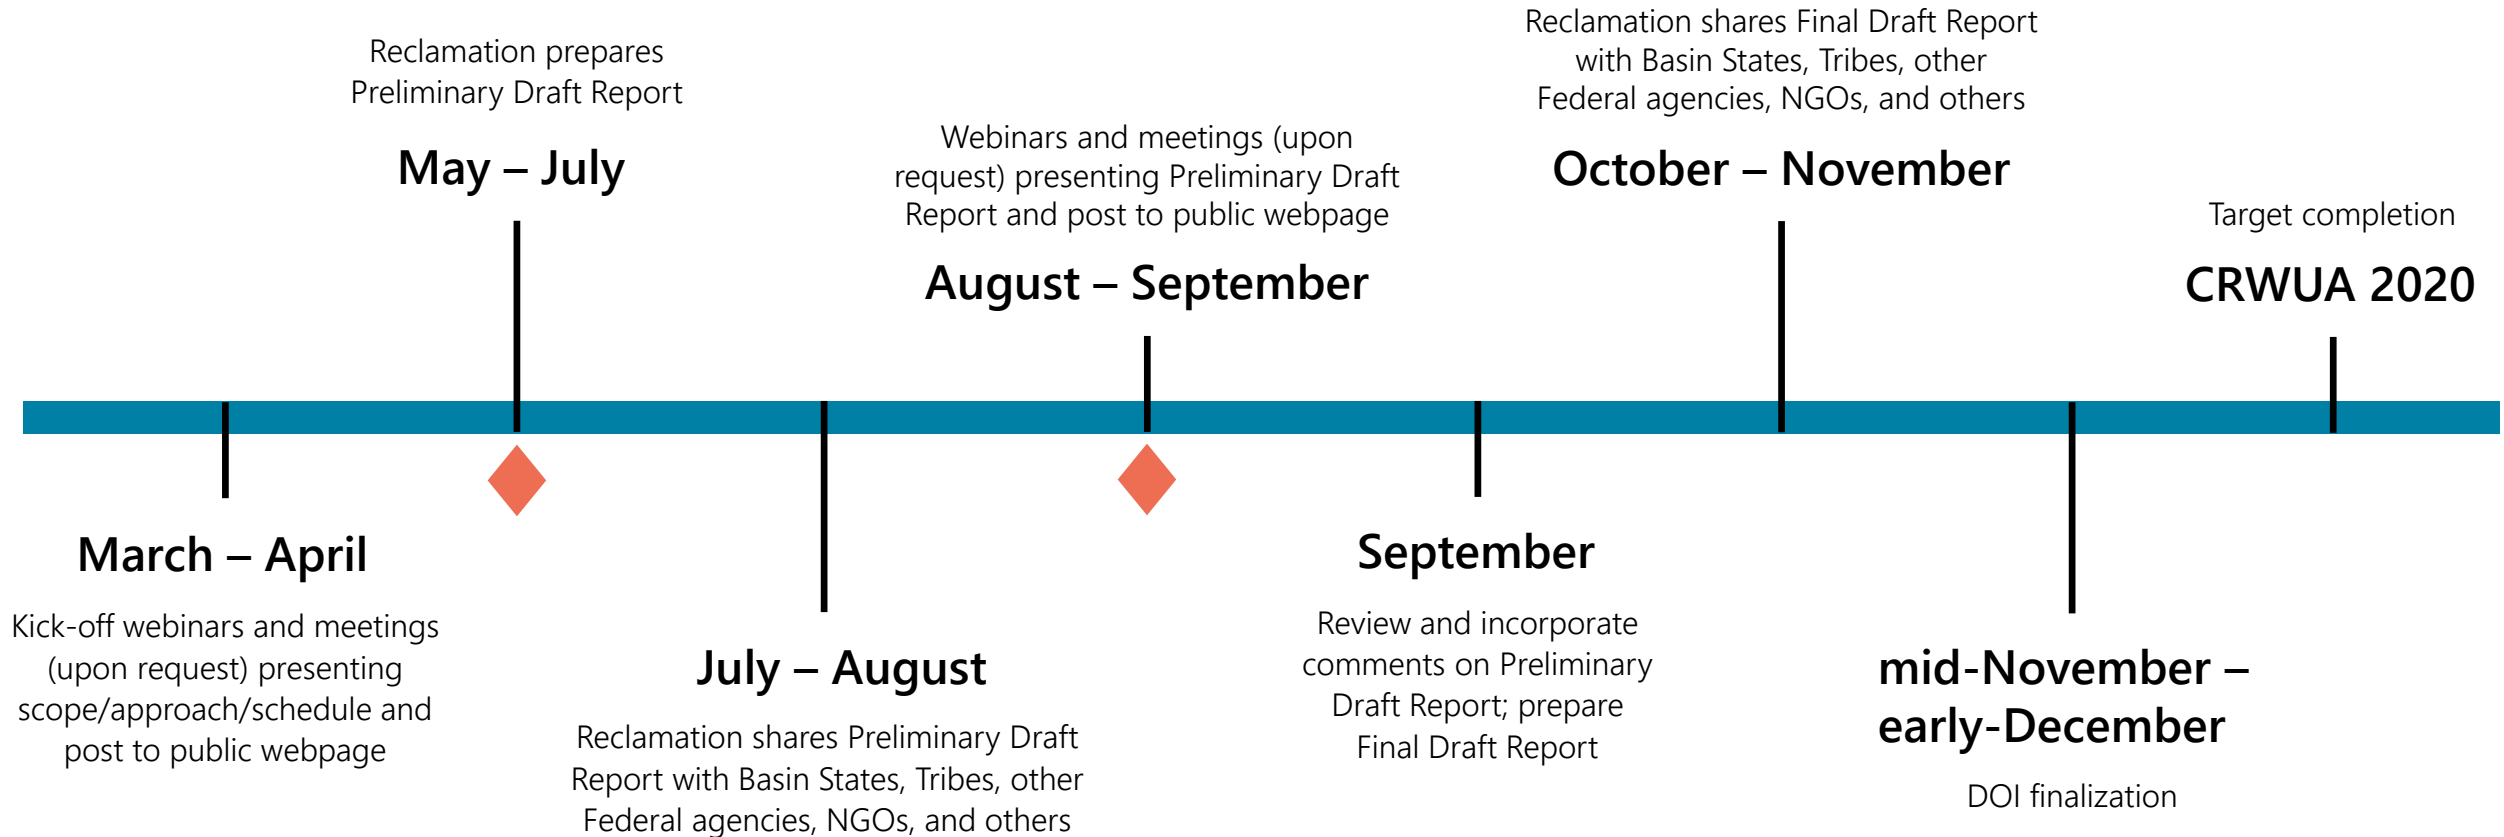 Reclamation prepares
Preliminary Draft Report
May – July
Webinars and meetings (upon
request) presenting Preliminary Draft
Report and post to public webpage
August – September
Reclamation shares Final Draft Report
with Basin States, Tribes, other
Federal agencies, NGOs, and others
October – November
Target completion
CRWUA 2020
March – April
Kick-off webinars and meetings
(upon request) presenting
scope/approach/schedule and
post to public webpage
July – August
Reclamation shares Preliminary Draft
Report with Basin States, Tribes, other
Federal agencies, NGOs, and others
September
Review and incorporate
comments on Preliminary
Draft Report; prepare
Final Draft Report
mid-November –
early-December
DOI finalization